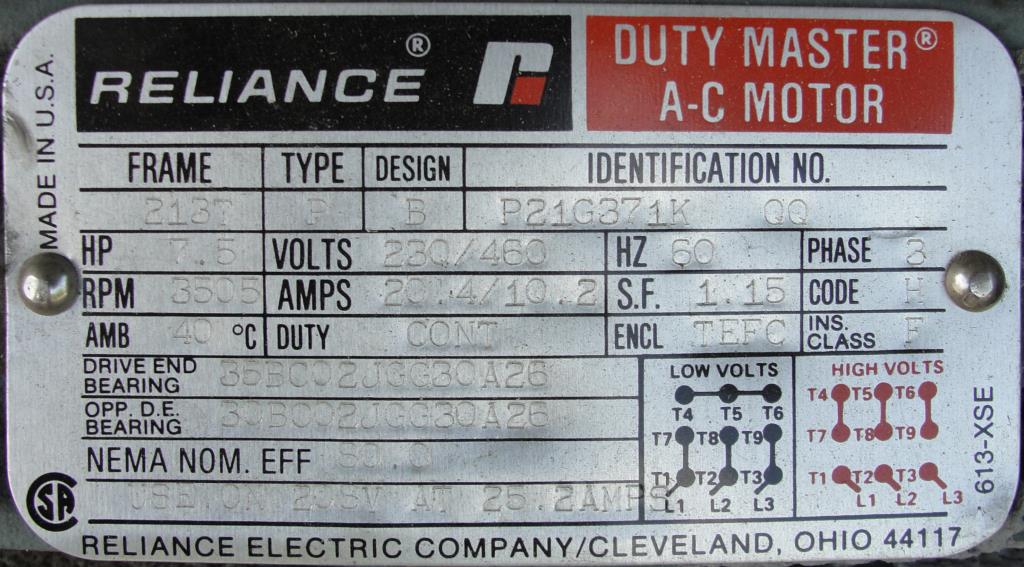 MADE IN U.S.A.
RELIANCE®
DUTY MASTER®
A-C MOTOR
FRAME TYPE DESIGN IDENTIFICATION NO.
213T P B P21G371K QQ
HP 7.5 VOLTS 230/460 HZ 60 PHASE 3
RPM 3505 AMPS 20.4/10.2 S.F. 1.15 CODE H
AMB 40 °C DUTY CONT ENCL TEFC INS. CLASS F
DRIVE END BEARING 35BC02JGG30A26
OPP. D.E. BEARING 30BC02JGG30A26
NEMA NOM. EFF 80.0
USE ON 208V AT 25.2AMPS
LOW VOLTS
T4 T5 T6
T7 T8 T9
T1 T2 T3
L1 L2 L3
HIGH VOLTS
T4 T5 T6
T7 T8 T9
T1 T2 T3
L1 L2 L3
613-XSE
SA
RELIANCE ELECTRIC COMPANY/CLEVELAND, OHIO 44117